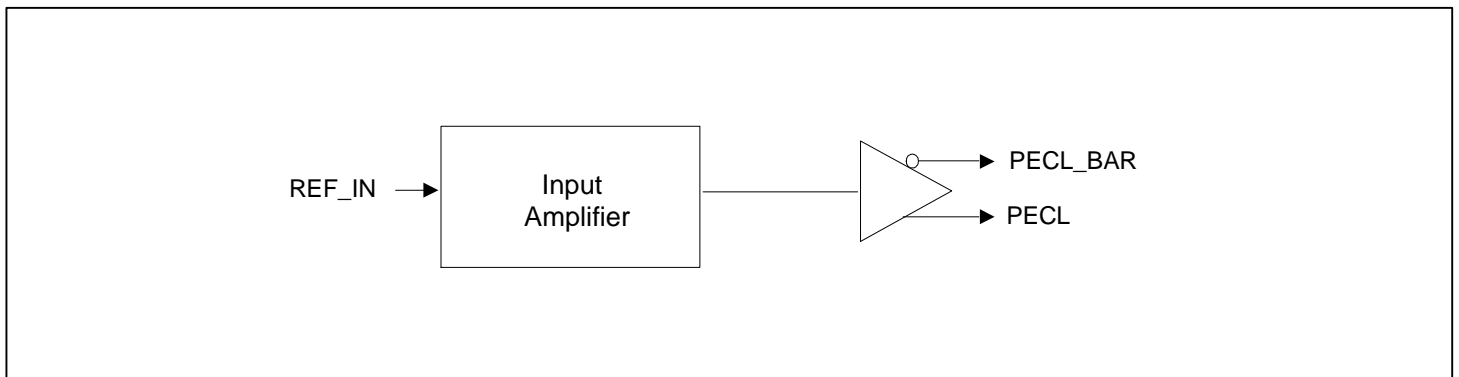 REF_IN
Input
Amplifier
PECL_BAR
PECL